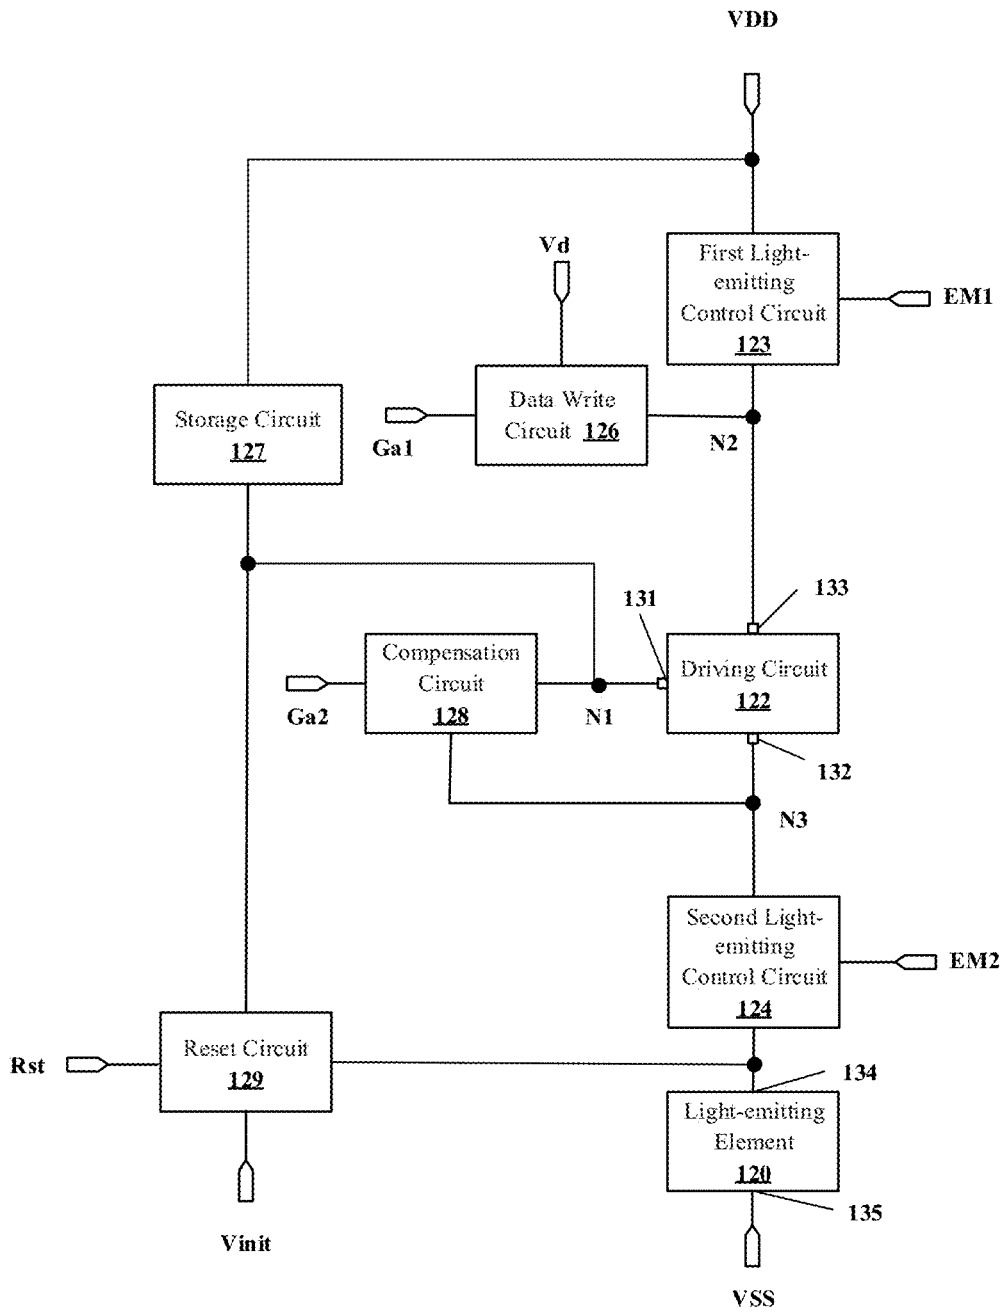 VDD
First Light-
emitting
Control Circuit
123
EM1
Vd
Data Write
Circuit 126
Ga1
N2
Storage Circuit
127
131
133
Compensation
Circuit
128
Ga2
N1
Driving Circuit
122
132
N3
Second Light-
emitting
Control Circuit
124
EM2
Reset Circuit
129
Rst
134
Light-emitting
Element
120
135
Vinit
VSS